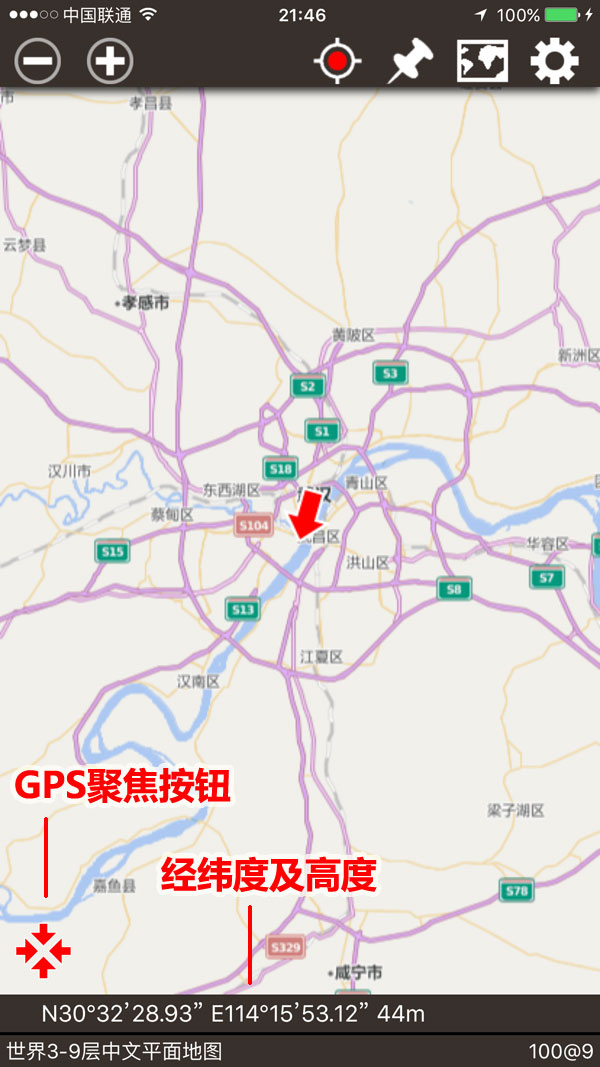 中国联通
21:46
100%
孝昌县
云梦县
孝感市
黄陂区
新洲区
S3
S2
S1
汉川市
S18
东西湖区
青山区
汉
蔡甸区
S104
昌区
S15
华容区
洪山区
S7
S8
S13
江夏区
汉南区
GPS聚焦按钮
梁子湖区
经纬度及高度
嘉鱼县
S78
S329
咸宁市
N30°32’28.93” E114°15’53.12” 44m
世界3-9层中文平面地图
100@9